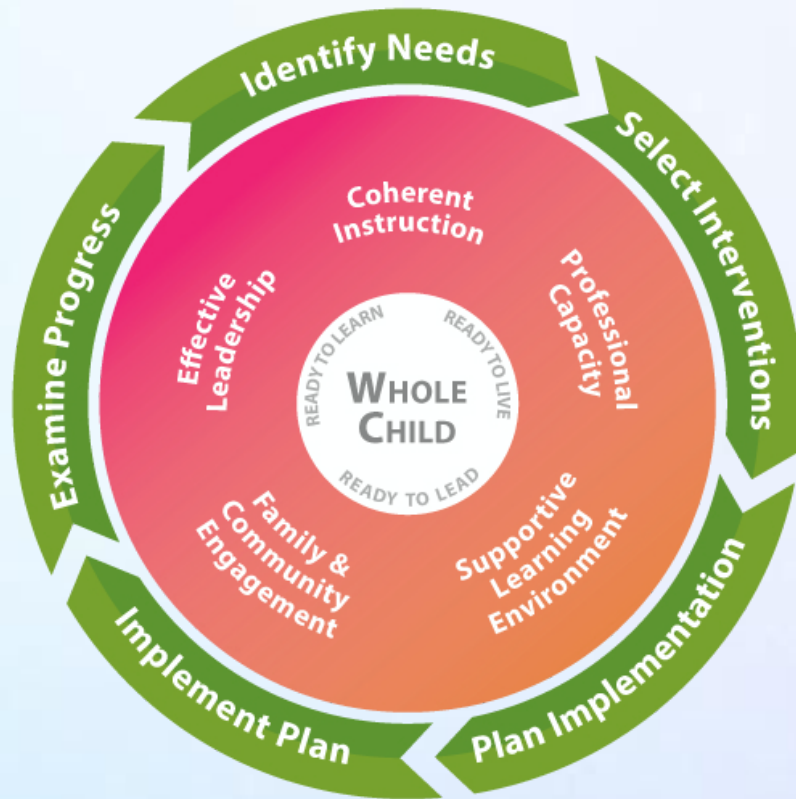 Identify Needs
Select Interventions
Plan Implementation
Implement Plan
Examine Progress
Coherent
Instruction
Professional
Capacity
Supportive
Learning
Environment
Family &
Community
Engagement
Effective
Leadership
READY TO LEARN
READY TO LIVE
WHOLE
CHILD
READY TO LEAD